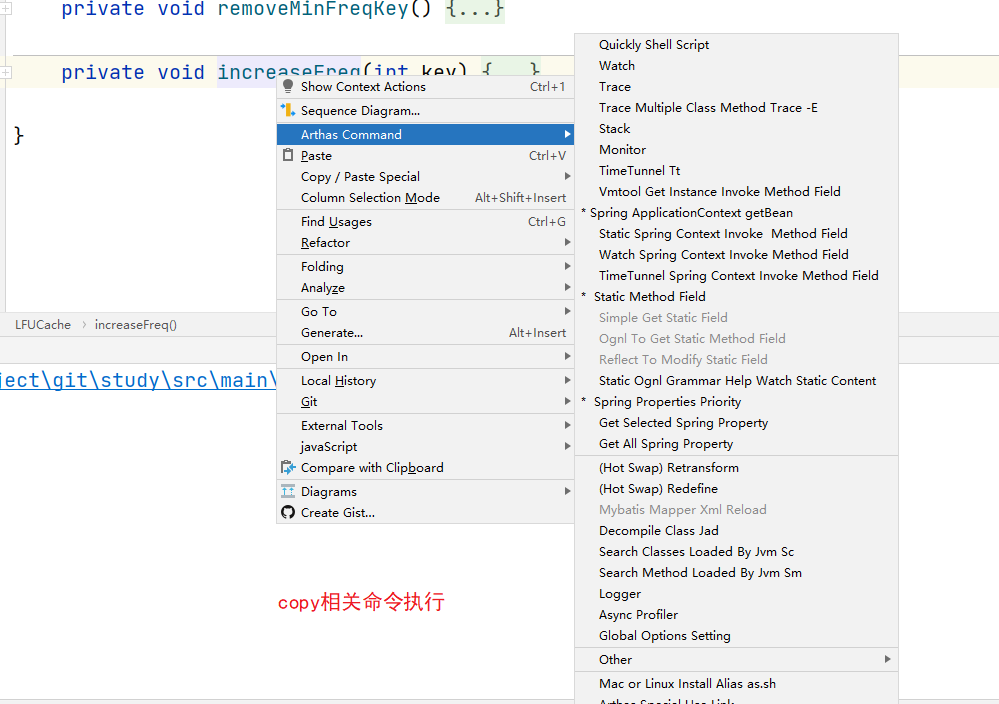 private void removeMinFreqKey() {...}
private void increaseFreq(int key) {...}
}
Show Context Actions Ctrl+1
Sequence Diagram...
Arthas Command
Paste Ctrl+V
Copy / Paste Special
Column Selection Mode Alt+Shift+Insert
Find Usages Ctrl+G
Refactor
Folding
Analyze
Go To
Generate... Alt+Insert
Open In
Local History
Git
External Tools
javaScript
Compare with Clipboard
Diagrams
Create Gist...
Quickly Shell Script
Watch
Trace
Trace Multiple Class Method Trace -E
Stack
Monitor
TimeTunnel Tt
Vmtool Get Instance Invoke Method Field
* Spring ApplicationContext getBean
Static Spring Context Invoke  Method Field
Watch Spring Context Invoke Method Field
TimeTunnel Spring Context Invoke Method Field
* Static Method Field
Simple Get Static Field
Ognl To Get Static Method Field
Reflect To Modify Static Field
Static Ognl Grammar Help Watch Static Content
* Spring Properties Priority
Get Selected Spring Property
Get All Spring Property
(Hot Swap) Retransform
(Hot Swap) Redefine
Mybatis Mapper Xml Reload
Decompile Class Jad
Search Classes Loaded By Jvm Sc
Search Method Loaded By Jvm Sm
Logger
Async Profiler
Global Options Setting
Other
Mac or Linux Install Alias as.sh
Arthas Special Use Link
LFUCache › increaseFreq()
ject\git\study\src\main\
copy相关命令执行